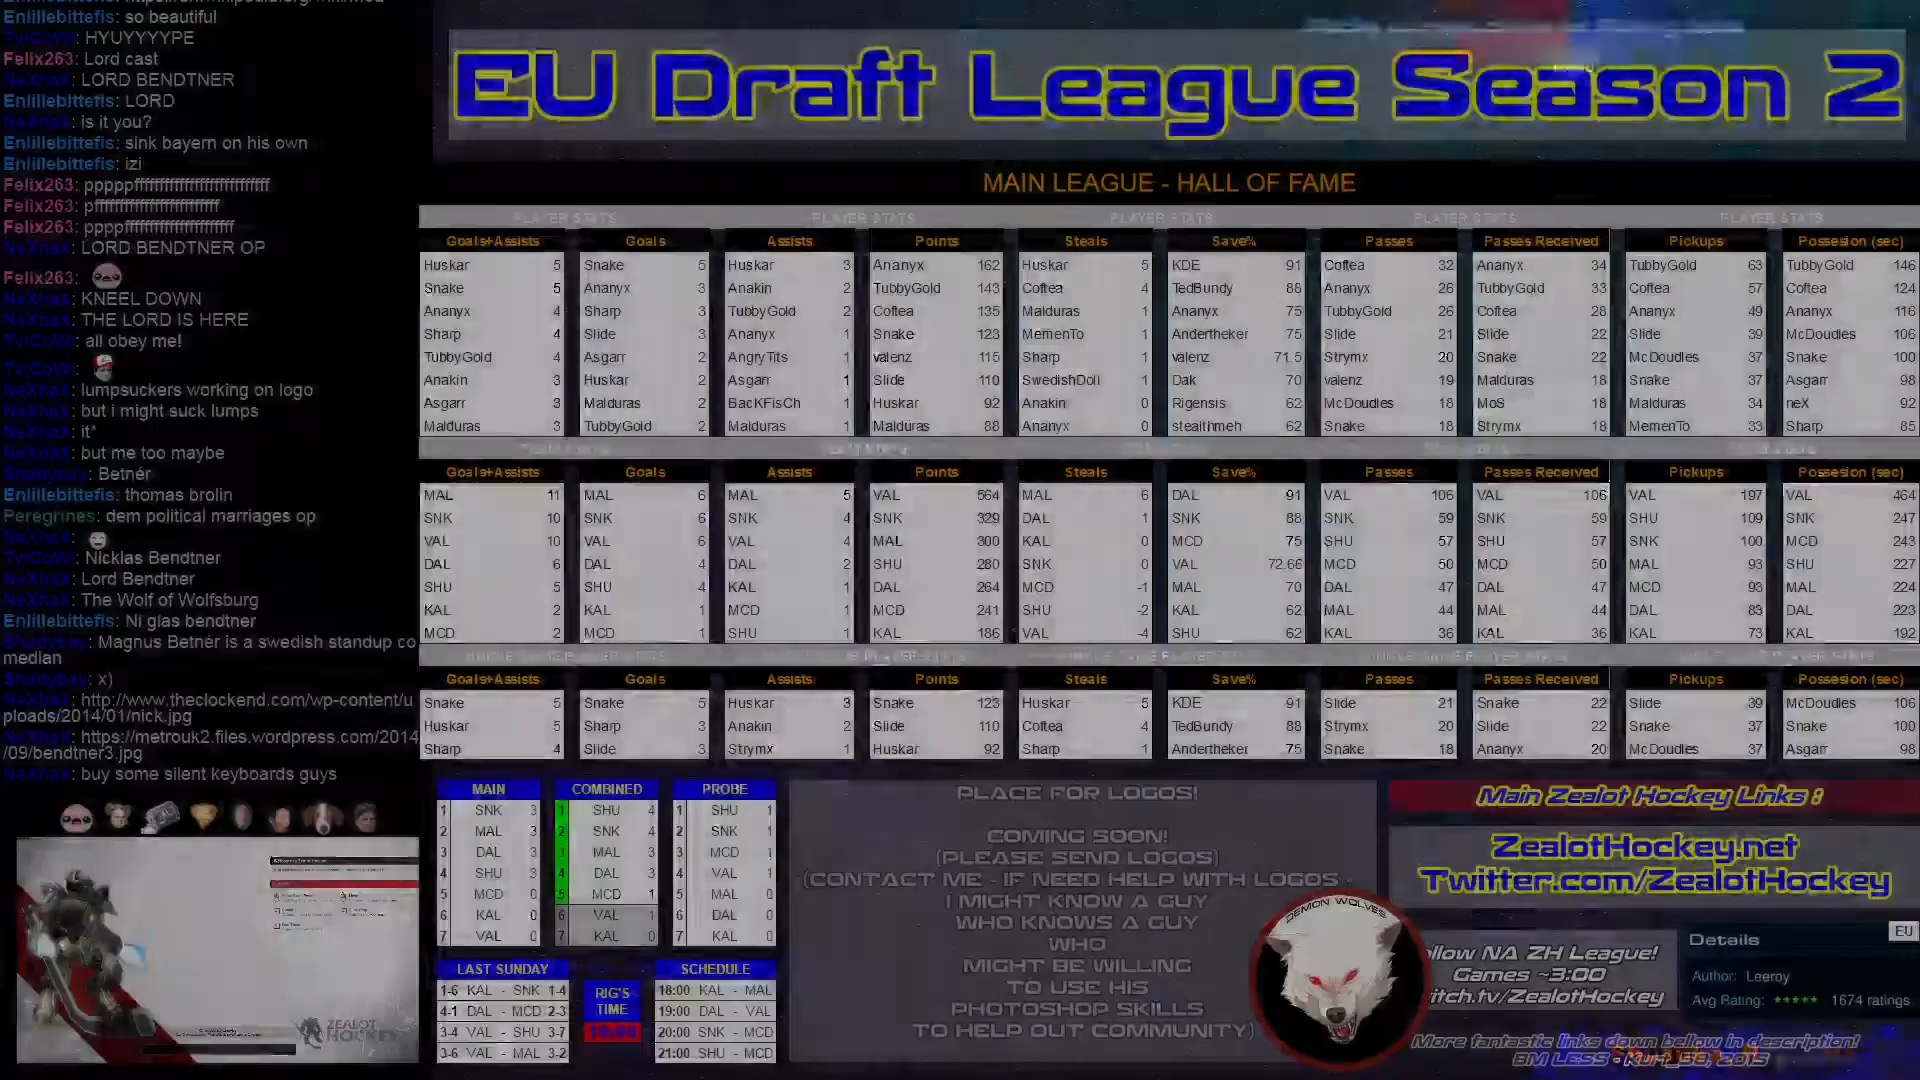 Enlillebittefis: so beautiful
TvICoWi: HYUYYYYPE
Felix263: Lord cast
NeXhaX: LORD BENDTNER
Enlillebittefis: LORD
NeXhaX: is it you?
Enlillebittefis: sink bayern on his own
Enlillebittefis: izi
Felix263:
Felix263:
Felix263:
NeXhaX: LORD BENDTNER OP
Felix263:
NeXhaX: KNEEL DOWN
NeXhaX: THE LORD IS HERE
TvICoWi: all obey me!
TvICoWi:
NeXhaX: lumpsuckers working on logo
NeXhaX: but i might suck lumps
NeXhaX: it*
NeXhaX: but me too maybe
Shadybay: Betnér
Enlillebittefis: thomas brolin
Peregrines: dem political marriages op
NeXhaX:
TvICoWi: Nicklas Bendtner
NeXhaX: Lord Bendtner
NeXhaX: The Wolf of Wolfsburg
Enlillebittefis: Ni glas bendtner
Shadybay: Magnus Betnér is a swedish standup co
median
Shadybay: x)
NeXhaX: http://www.theclockend.com/wp-content/u
ploads/2014/01/nick.jpg
NeXhaX: https://metrouk2.files.wordpress.com/2014
/09/bendtner3.jpg
NeXhaX: buy some silent keyboards guys
EU Draft League Season 2
MAIN LEAGUE - HALL OF FAME
PLAYER STATS PLAYER STATS PLAYER STATS PLAYER STATS PLAYER STATS
Goals+Assists Goals Assists Points Steals Save% Passes Passes Received Pickups Possesion (sec)
Huskar 5 Snake 5 Huskar 3 Ananyx 162 Huskar 5 KDE 91 Coftea 32 Ananyx 34 TubbyGold 63 TubbyGold 146
Snake 5 Ananyx 3 Anakin 2 TubbyGold 143 Coftea 4 TedBundy 88 Ananyx 26 TubbyGold 33 Coftea 57 Coftea 124
Ananyx 4 Sharp 3 TubbyGold 2 Coftea 135 Malduras 1 Ananyx 75 TubbyGold 26 Coftea 28 Ananyx 49 Ananyx 116
Sharp 4 Slide 3 Ananyx 1 Snake 123 MemenTo 1 Andertheker 75 Slide 21 Slide 22 Slide 39 McDoudles 106
TubbyGold 4 Asgarr 2 AngryTits 1 valenz 115 Sharp 1 valenz 71.5 Strymx 20 Snake 22 McDoudles 37 Snake 100
Anakin 3 Huskar 2 Asgarr 1 Slide 110 SwedishDoll 1 Dak 70 valenz 19 Malduras 18 Snake 37 Asgarr 98
Asgarr 3 Malduras 2 BacKFisCh 1 Huskar 92 Anakin 0 Rigensis 62 McDoudles 18 MoS 18 Malduras 34 neX 92
Malduras 3 TubbyGold 2 Malduras 1 Malduras 88 Ananyx 0 stealthmeh 62 Snake 18 Strymx 18 MemenTo 33 Sharp 85
Goals+Assists Goals Assists Points Steals Save% Passes Passes Received Pickups Possesion (sec)
MAL 11 MAL 6 MAL 5 VAL 564 MAL 6 DAL 91 VAL 106 VAL 106 VAL 197 VAL 464
SNK 10 SNK 6 SNK 4 SNK 329 DAL 1 SNK 88 SNK 59 SNK 59 SHU 109 SNK 247
VAL 10 VAL 6 VAL 4 MAL 300 KAL 0 MCD 75 SHU 57 SHU 57 SNK 100 MCD 243
DAL 6 DAL 4 DAL 2 SHU 280 SNK 0 VAL 72.66 MCD 50 MCD 50 MAL 93 SHU 227
SHU 5 SHU 4 KAL 1 DAL 264 MCD -1 MAL 70 DAL 47 DAL 47 MCD 93 MAL 224
KAL 2 KAL 1 MCD 1 MCD 241 SHU -2 KAL 62 MAL 44 MAL 44 DAL 83 DAL 223
MCD 2 MCD 1 SHU 1 KAL 186 VAL -4 SHU 62 KAL 36 KAL 36 KAL 73 KAL 192
Goals+Assists Goals Assists Points Steals Save% Passes Passes Received Pickups Possesion (sec)
Snake 5 Snake 5 Huskar 3 Snake 123 Huskar 5 KDE 91 Slide 21 Snake 22 Slide 39 McDoudles 106
Huskar 5 Sharp 3 Anakin 2 Slide 110 Coftea 4 TedBundy 88 Strymx 20 Slide 22 Snake 37 Snake 100
Sharp 4 Slide 3 Strymx 1 Huskar 92 Sharp 1 Andertheker 75 Snake 18 Ananyx 20 McDoudles 37 Asgarr 98
MAIN COMBINED PROBE
1 SNK 3 1 SHU 4 1 SHU 1
2 MAL 3 2 SNK 4 2 SNK 1
3 DAL 3 3 MAL 3 3 MCD 1
4 SHU 3 4 DAL 3 4 VAL 1
5 MCD 0 5 MCD 1 5 MAL 0
6 KAL 0 6 VAL 1 6 DAL 0
7 VAL 0 7 KAL 0 7 KAL 0
LAST SUNDAY
1-6 KAL - SNK 1-4
4-1 DAL - MCD 2-3
3-4 VAL - SHU 3-7
3-6 VAL - MAL 3-2
RIG'S
TIME
SCHEDULE
18:00 KAL - MAL
19:00 DAL - VAL
20:00 SNK - MCD
21:00 SHU - MCD
PLACE FOR LOGOS!
COMING SOON!
(PLEASE SEND LOGOS)
(CONTACT ME - IF NEED HELP WITH LOGOS -
I MIGHT KNOW A GUY
WHO KNOWS A GUY
WHO
MIGHT BE WILLING
TO USE HIS
PHOTOSHOP SKILLS
TO HELP OUT COMMUNITY)
DEMON WOLVES
Main Zealot Hockey Links :
ZealotHockey.net
Twitter.com/ZealotHockey
ollow NA ZH League!
Games ~3:00
itch.tv/ZealotHockey
Details
EU
Author: Leeroy
Avg Rating: ★★★★★ 1674 ratings
More fantastic links down bellow in description!
BM LESS - Kurt_BB, 2015
ZEALOT
HOCKEY